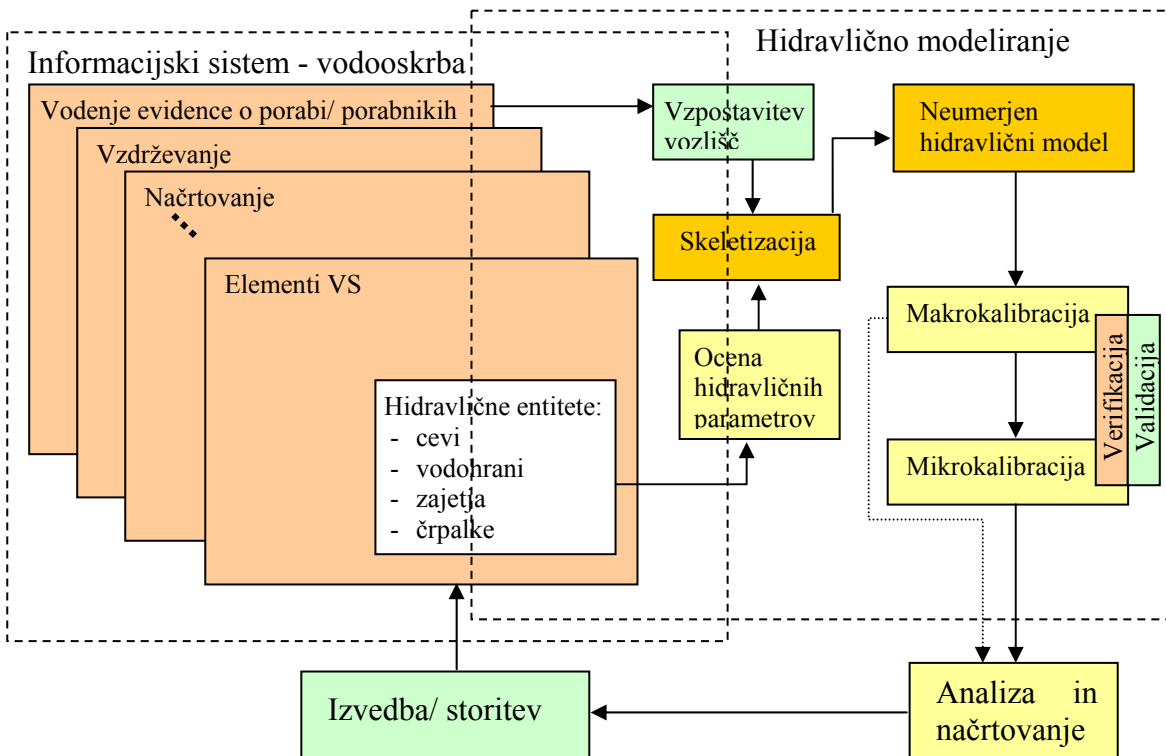 Hidravlično modeliranje
Informacijski sistem - vodooskrba
Vodenje evidence o porabi/ porabnikih
Vzdrževanje
Načrtovanje
Elementi VS
Hidravlične entitete:
- cevi
- vodohrani
- zajetja
- črpalke
Vzpostavitev
vozlišč
Skeletizacija
Ocena
hidravličnih
parametrov
Neumerjen
hidravlični model
Makrokalibracija
Verifikacija
Validacija
Mikrokalibracija
Analiza in
načrtovanje
Izvedba/ storitev